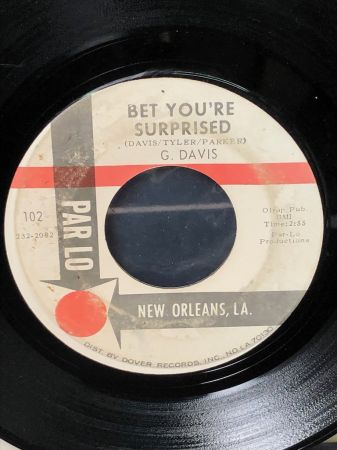 BET YOU'RE
SURPRISED
(DAVIS/TYLER/PARKER)
G. DAVIS
102
232-2082
Olrap Pub.
BMI
Time:2:55
Par-Lo
Productions
PAR LO
NEW ORLEANS, LA.
DIST. BY DOVER RECORDS, INC., N.O. LA 70130